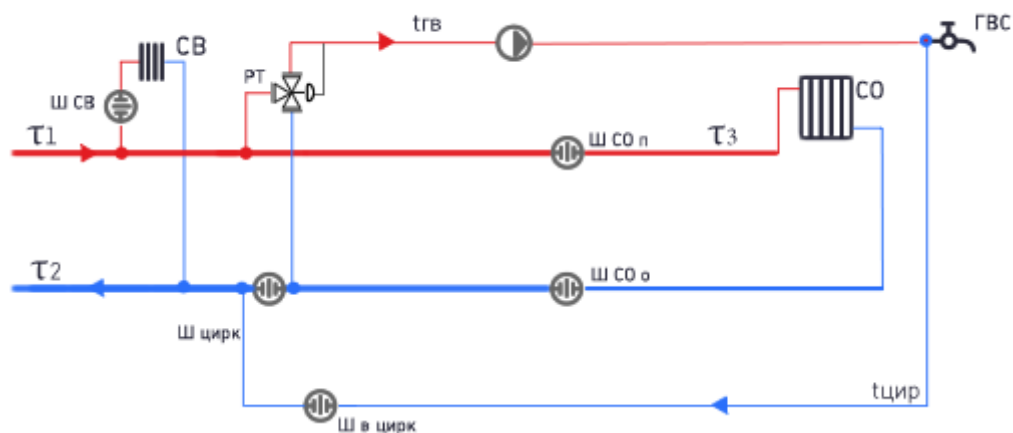 tгв
ГВС
СВ
РТ
Ш СВ
СО
τ1
Ш СО п
τ3
τ2
Ш СО о
Ш цирк
tцир
Ш в цирк